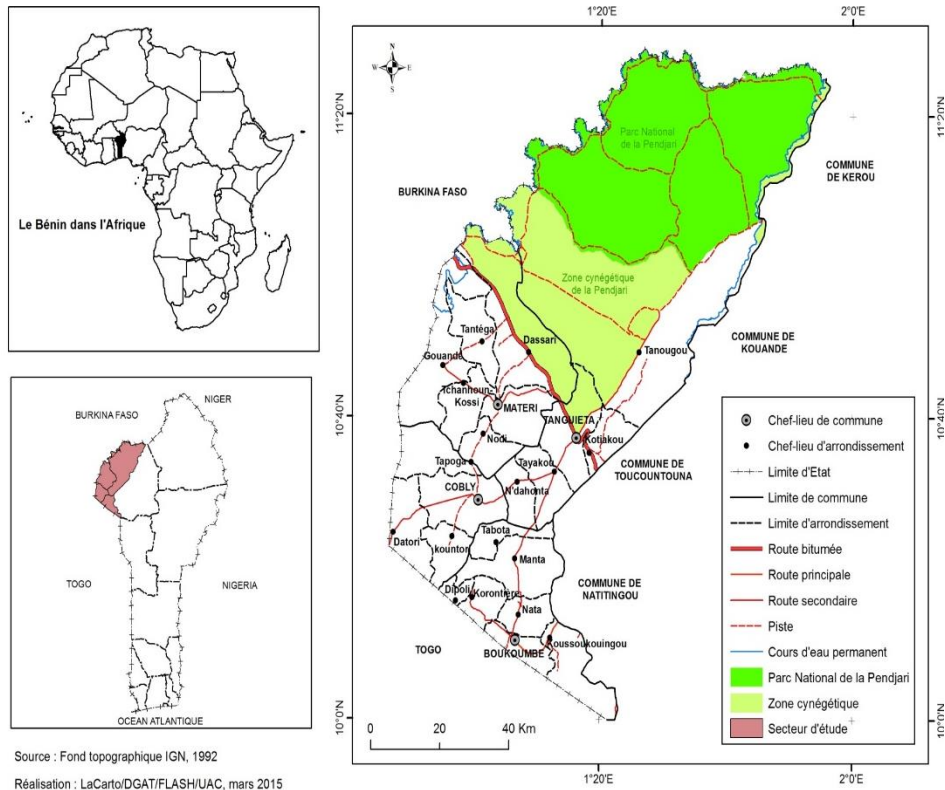 Le Bénin dans l'Afrique
BURKINA FASO
NIGER
TOGO
NIGERIA
OCEAN ATLANTIQUE
Source : Fond topographique IGN, 1992
Réalisation : LaCarto/DGAT/FLASH/UAC, mars 2015
1°20'E
2°0'E
N
W
E
S
11°20'N
11°20'N
Parc National
de la Pendjari
COMMUNE
DE KEROU
BURKINA FASO
Zone cynégétique
de la Pendjari
COMMUNE DE
KOUANDE
Tantéga
Dassari
Tanougou
Gouandé
Tchanhoun-
Kossi
MATERI
10°40'N
10°40'N
TANGUIETA
Kotiakou
Nodi
COMMUNE DE
TOUCOUNTOUNA
Tapoga
Tayakou
COBLY
N'dahonta
Datori
kountori
Tabota
Manta
COMMUNE DE
NATITINGOU
Dipoli
Korontière
Nata
TOGO
BOUKOUMBE
Koussoukouingou
10°0'N
10°0'N
0
20
40 Km
1°20'E
2°0'E
Chef-lieu de commune
Chef-lieu d'arrondissement
Limite d'Etat
Limite de commune
Limite d'arrondissement
Route bitumée
Route principale
Route secondaire
Piste
Cours d'eau permanent
Parc National de la Pendjari
Zone cynégétique
Secteur d'étude